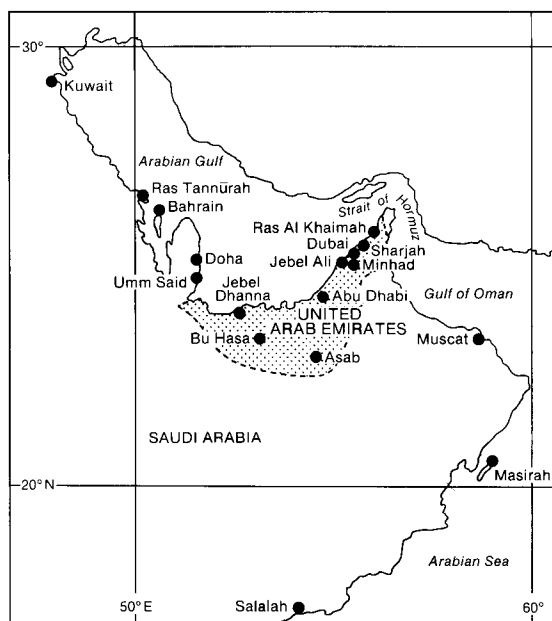 30°
Kuwait
Arabian Gulf
Ras Tannūrah
Bahrain
Strait of Hormuz
Ras Al Khaimah
Dubai
Sharjah
Jebel Ali
Minhad
Doha
Umm Said
Jebel
Dhanna
Abu Dhabi
Gulf of Oman
UNITED
ARAB EMIRATES
Bu Hasa
Asab
Muscat
SAUDI ARABIA
Masirah
20°N
Arabian Sea
Salalah
50°E
60°